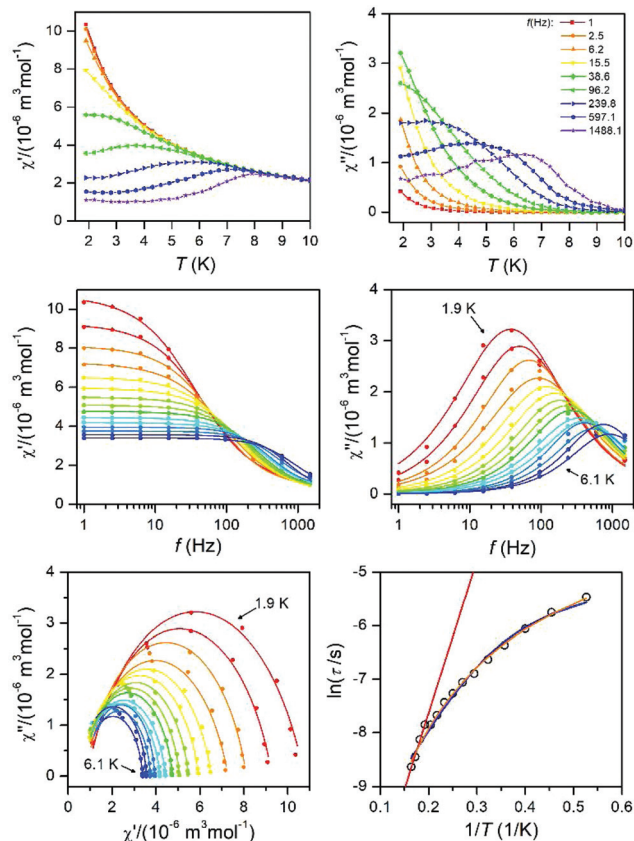 χ'/(10⁻⁶ m³mol⁻¹)
10
8
6
4
2
0
2 3 4 5 6 7 8 9 10
T (K)
χ''/(10⁻⁶ m³mol⁻¹)
4
3
2
1
0
f(Hz):
1
2.5
6.2
15.5
38.6
96.2
239.8
597.1
1488.1
2 3 4 5 6 7 8 9 10
T (K)
χ'/(10⁻⁶ m³mol⁻¹)
10
8
6
4
2
0
1 10 100 1000
f (Hz)
χ''/(10⁻⁶ m³mol⁻¹)
4
3
2
1
0
1.9 K
6.1 K
1 10 100 1000
f (Hz)
χ''/(10⁻⁶ m³mol⁻¹)
4
3
2
1
0
1.9 K
6.1 K
0 2 4 6 8 10
χ'/(10⁻⁶ m³mol⁻¹)
ln(τ/s)
-5
-6
-7
-8
-9
0.1 0.2 0.3 0.4 0.5 0.6
1/T (1/K)